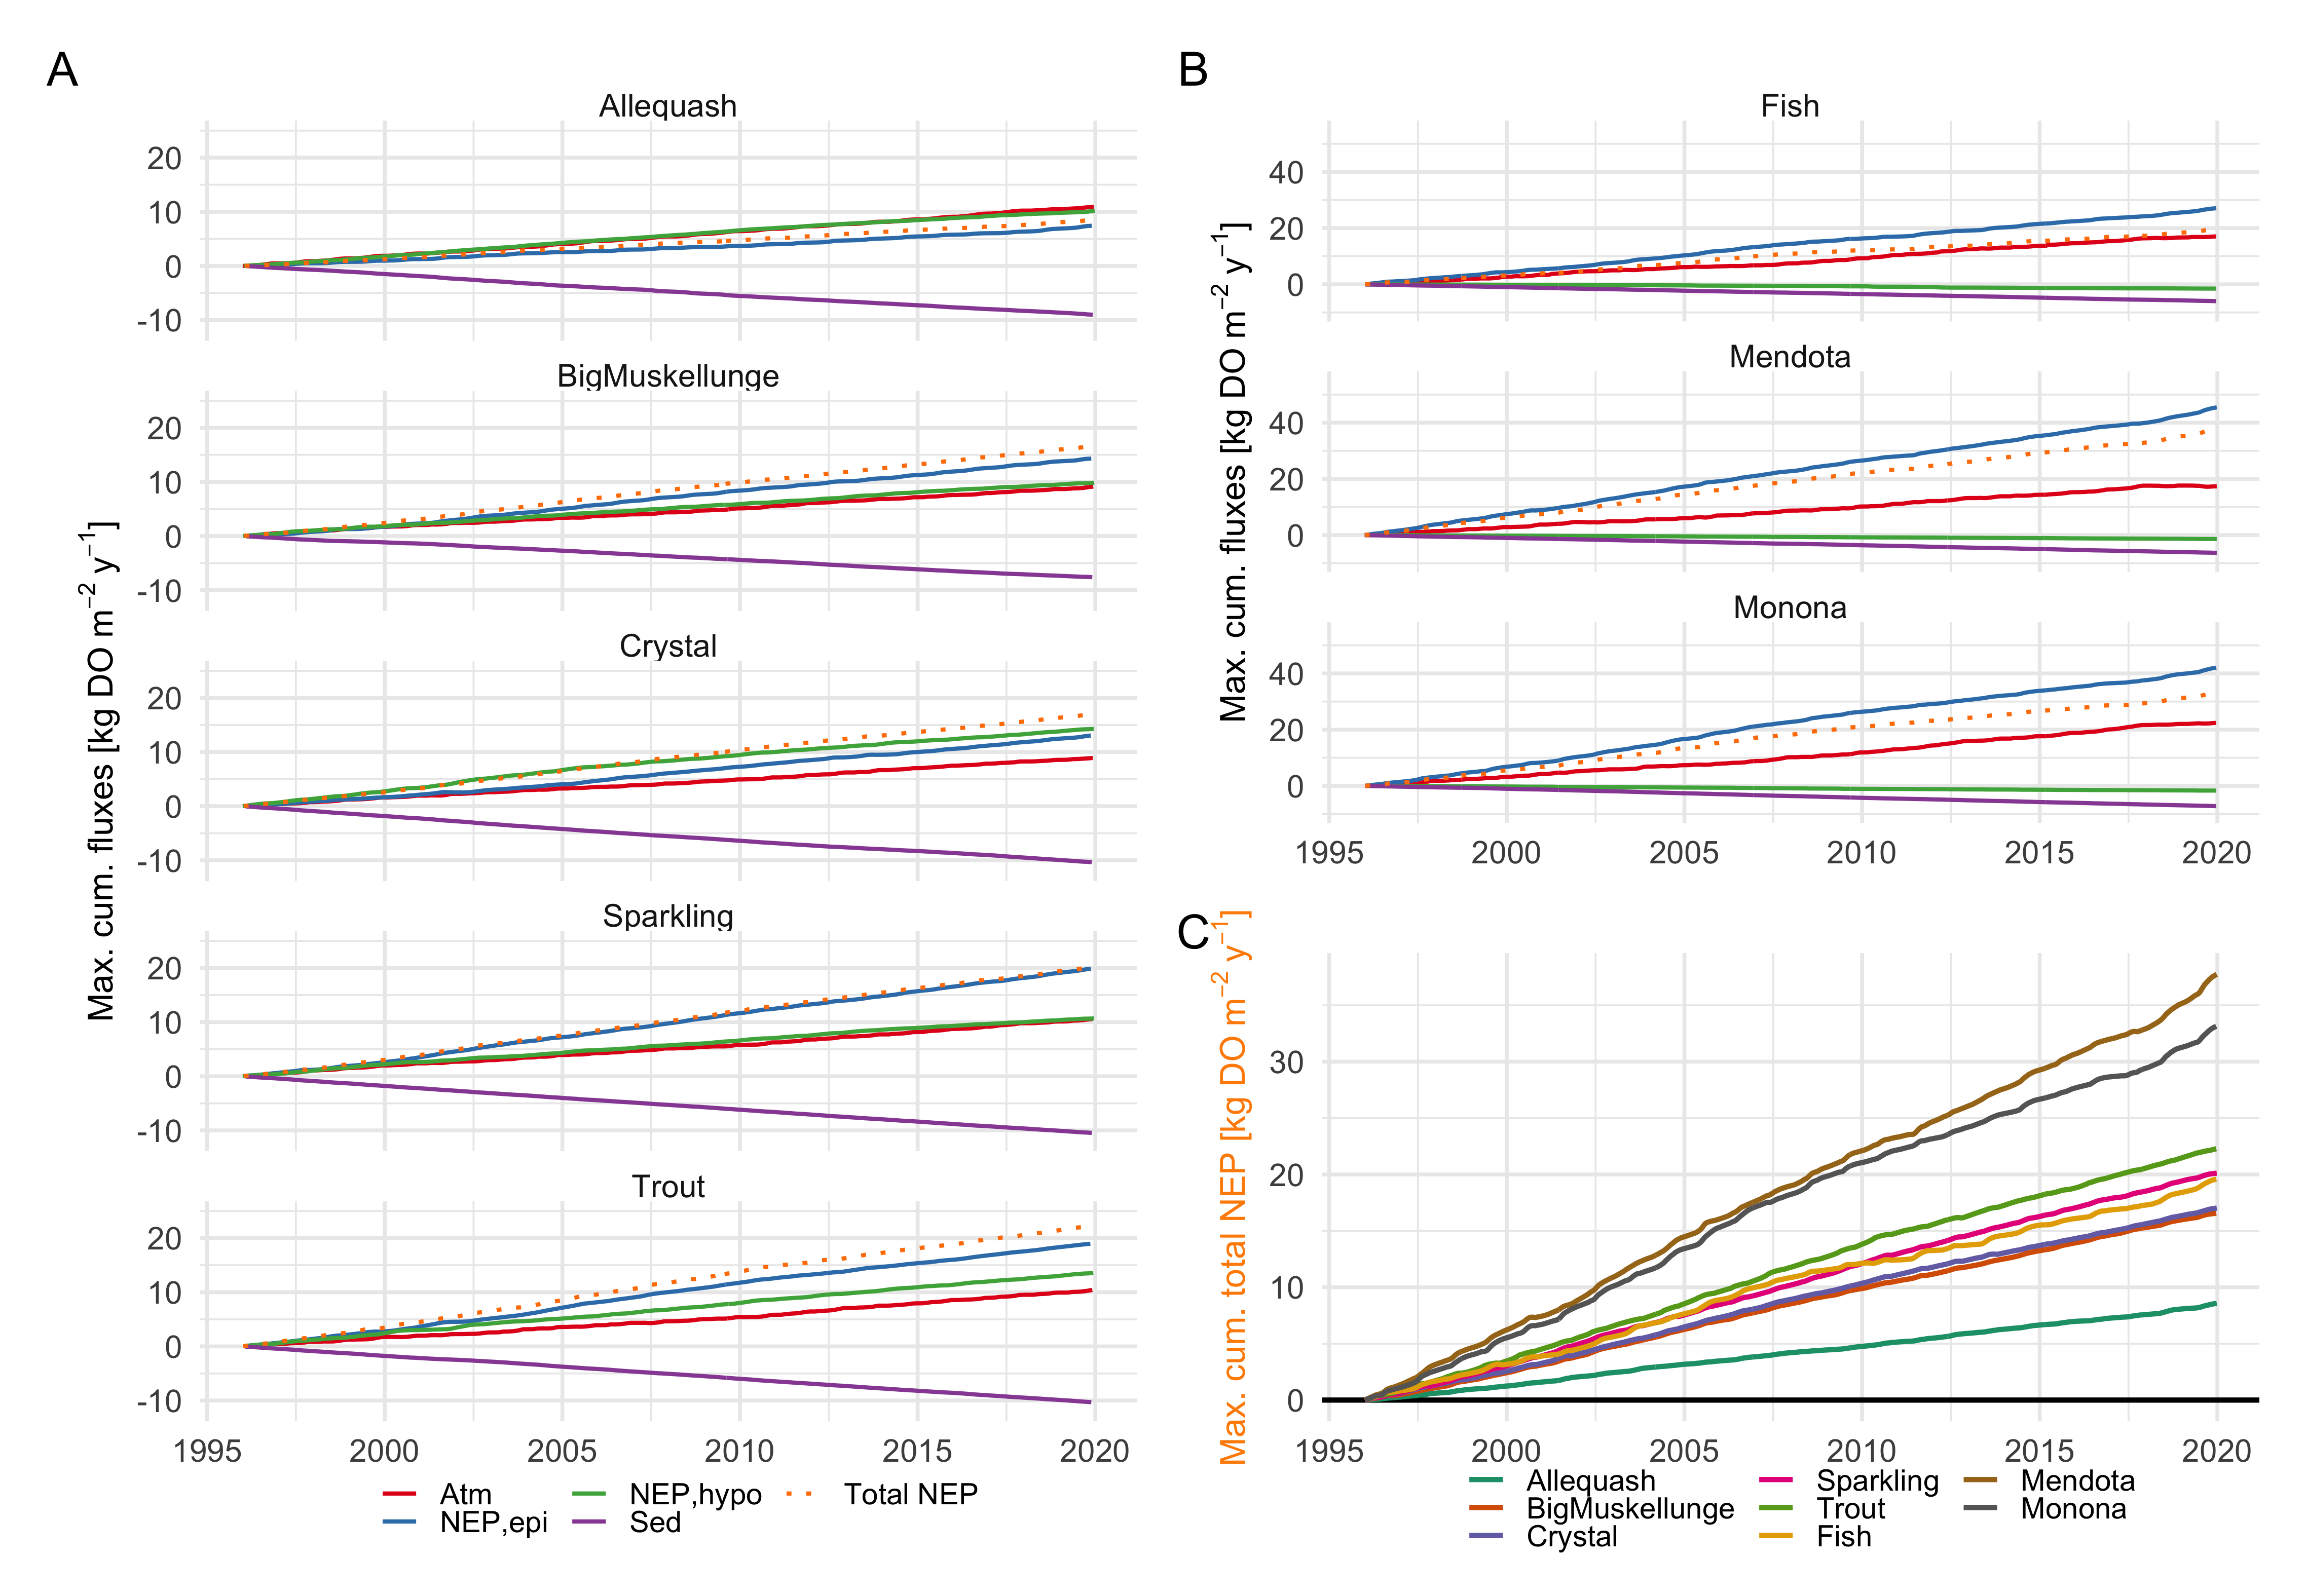 A
Max. cum. fluxes [kg DO m−2 y−1]
Allequash
20
10
0
-10
BigMuskellunge
20
10
0
-10
Crystal
20
10
0
-10
Sparkling
20
10
0
-10
Trout
20
10
0
-10
1995 2000 2005 2010 2015 2020
Atm NEP,hypo Total NEP
NEP,epi Sed
B
Max. cum. fluxes [kg DO m−2 y−1]
Fish
40
20
0
Mendota
40
20
0
Monona
40
20
0
1995 2000 2005 2010 2015 2020
C
Max. cum. total NEP [kg DO m−2 y−1]
30
20
10
0
1995 2000 2005 2010 2015 2020
Allequash Sparkling Mendota
BigMuskellunge Trout Monona
Crystal Fish